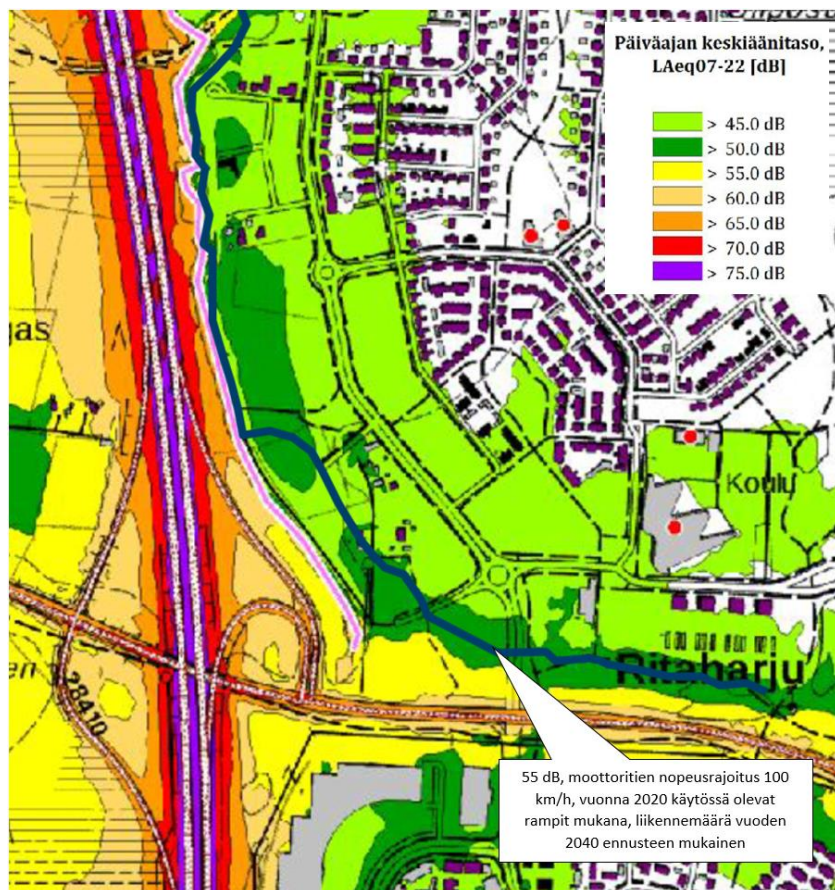 Päiväajan keskiäänitaso,
LAeq07-22 [dB]
> 45.0 dB
> 50.0 dB
> 55.0 dB
> 60.0 dB
> 65.0 dB
> 70.0 dB
> 75.0 dB
gas
Koulu
Ritaharju
en
28410
55 dB, moottoritien nopeusrajoitus 100
km/h, vuonna 2020 käytössä olevat
rampit mukana, liikennemäärä vuoden
2040 ennusteen mukainen